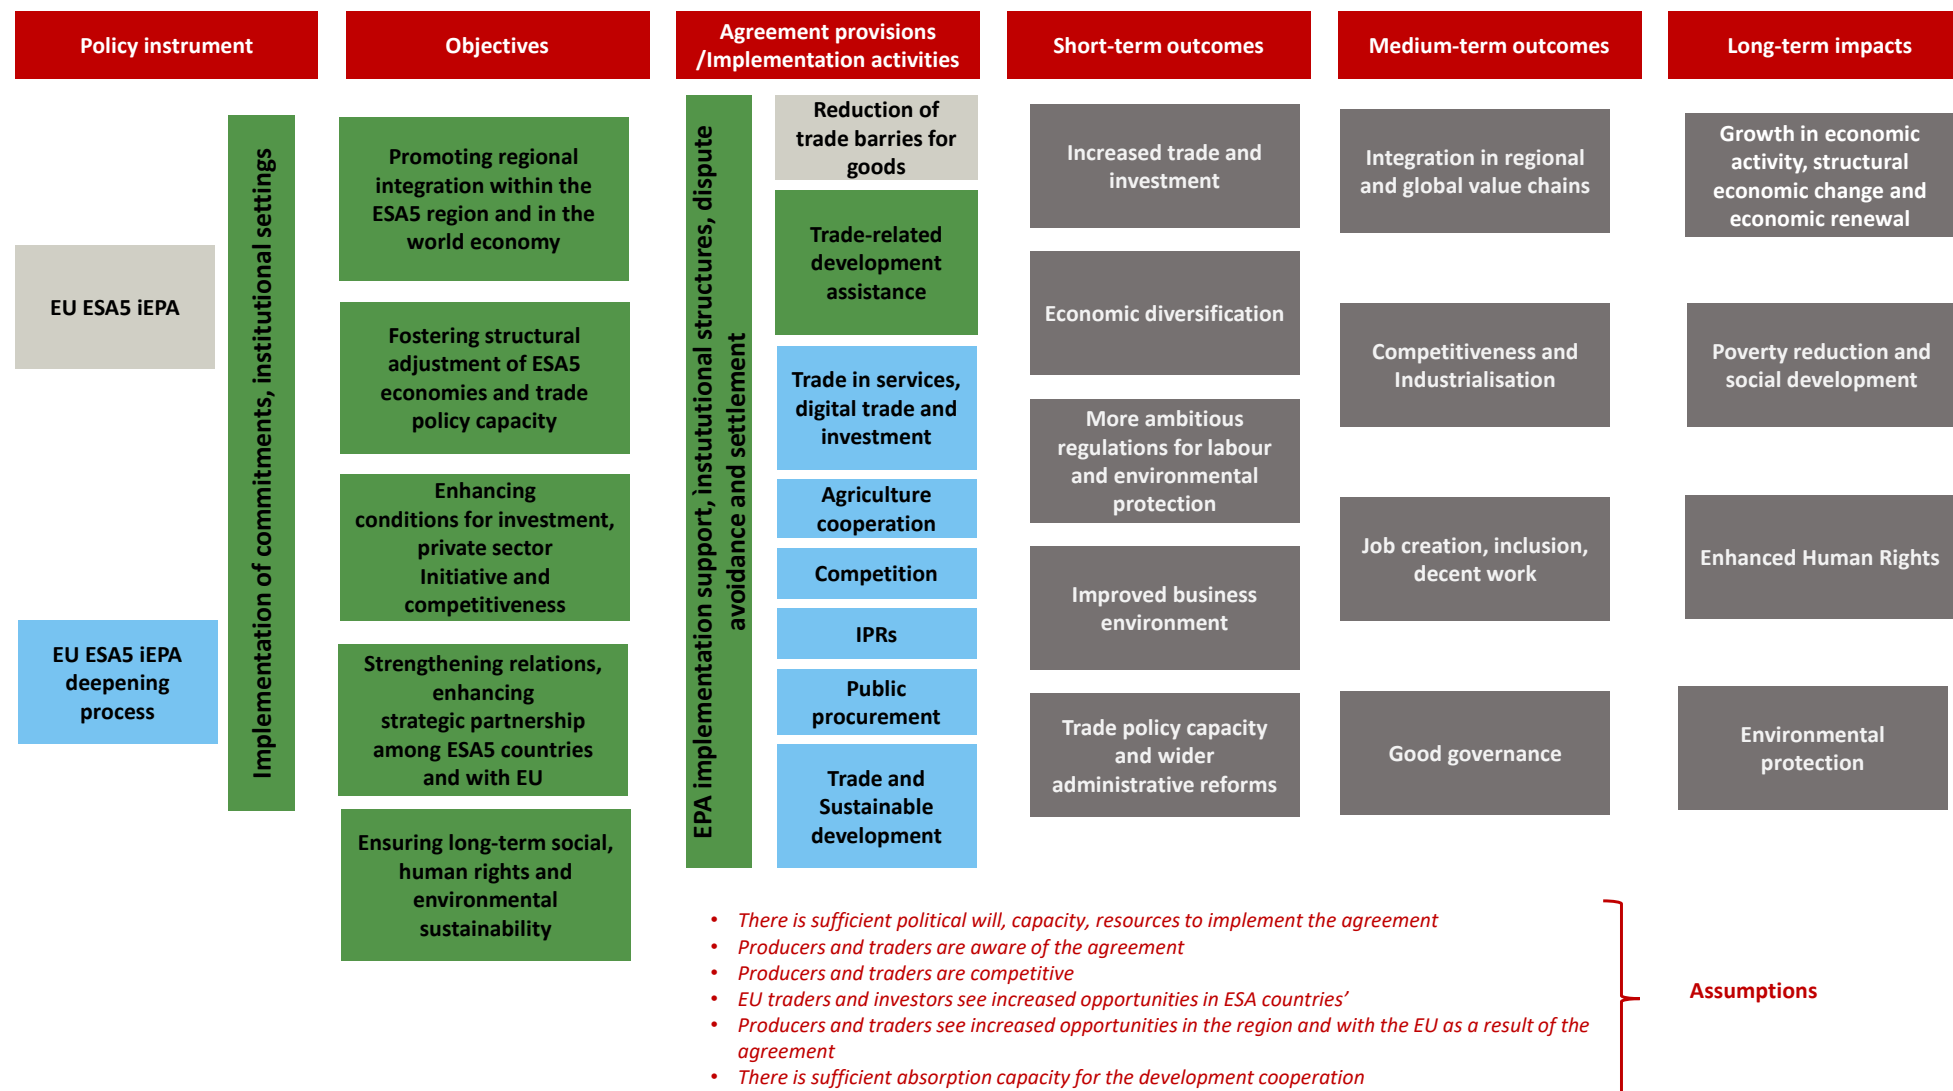 Policy instrument
Objectives
Agreement provisions
/Implementation activities
Short-term outcomes
Medium-term outcomes
Long-term impacts
EU ESA5 iEPA
EU ESA5 iEPA
deepening
process
Implementation of commitments, institutional settings
Promoting regional
integration within the
ESA5 region and in the
world economy
Fostering structural
adjustment of ESA5
economies and trade
policy capacity
Enhancing
conditions for investment,
private sector
Initiative and
competitiveness
Strengthening relations,
enhancing
strategic partnership
among ESA5 countries
and with EU
Ensuring long-term social,
human rights and
environmental
sustainability
EPA implementation support, ìnstututional structures, dispute
avoidance and settlement
Reduction of
trade barries for
goods
Trade-related
development
assistance
Trade in services,
digital trade and
investment
Agriculture
cooperation
Competition
IPRs
Public
procurement
Trade and
Sustainable
development
Increased trade and
investment
Economic diversification
More ambitious
regulations for labour
and environmental
protection
Improved business
environment
Trade policy capacity
and wider
administrative reforms
Integration in regional
and global value chains
Competitiveness and
Industrialisation
Job creation, inclusion,
decent work
Good governance
Growth in economic
activity, structural
economic change and
economic renewal
Poverty reduction and
social development
Enhanced Human Rights
Environmental
protection
• There is sufficient political will, capacity, resources to implement the agreement
• Producers and traders are aware of the agreement
• Producers and traders are competitive
• EU traders and investors see increased opportunities in ESA countries’
• Producers and traders see increased opportunities in the region and with the EU as a result of the
agreement
• There is sufficient absorption capacity for the development cooperation
Assumptions